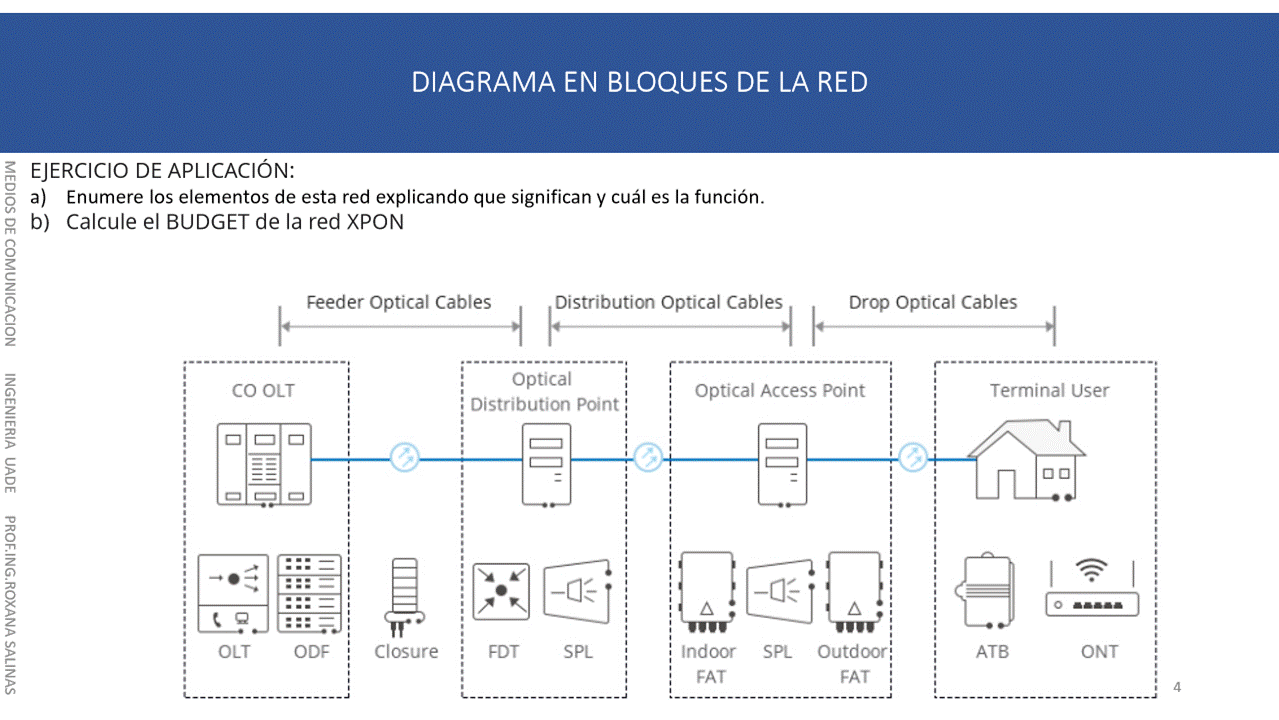 DIAGRAMA EN BLOQUES DE LA RED
EJERCICIO DE APLICACIÓN:
a) Enumere los elementos de esta red explicando que significan y cuál es la función.
b) Calcule el BUDGET de la red XPON
MEDIOS DE COMUNICACION INGENIERIA UADE PROF.ING.ROXANA SALINAS
Feeder Optical Cables
Distribution Optical Cables
Drop Optical Cables
CO OLT
Optical
Distribution Point
Optical Access Point
Terminal User
OLT
ODF
Closure
FDT
SPL
Indoor
FAT
SPL
Outdoor
FAT
ATB
ONT
4